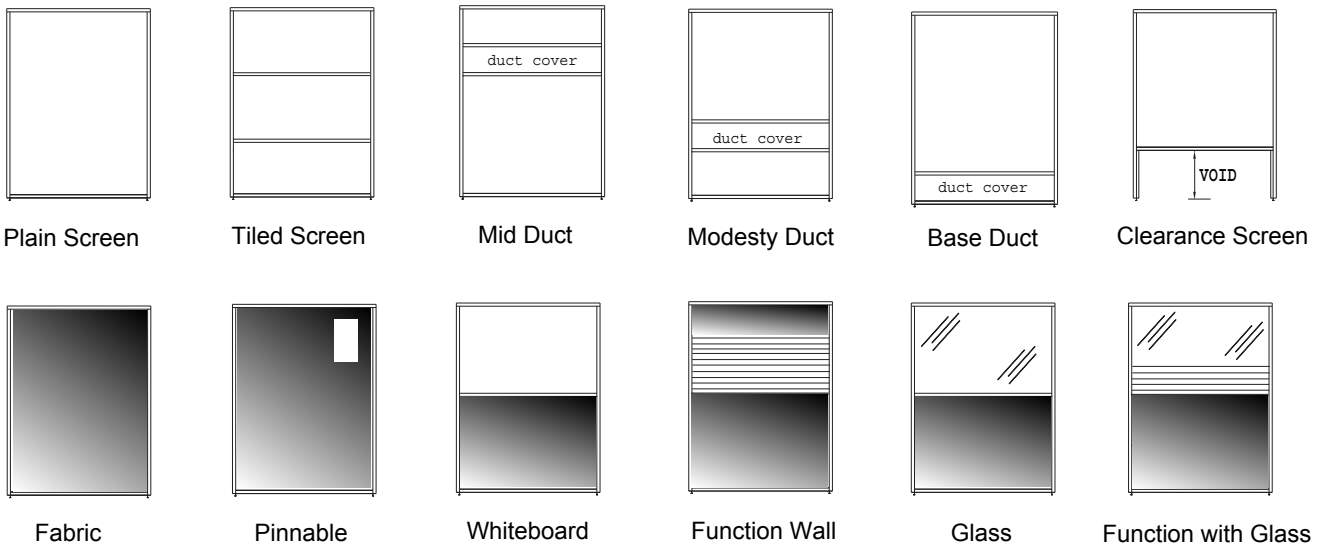 duct cover
duct cover
duct cover
VOID
Plain Screen
Tiled Screen
Mid Duct
Modesty Duct
Base Duct
Clearance Screen
Fabric
Pinnable
Whiteboard
Function Wall
Glass
Function with Glass